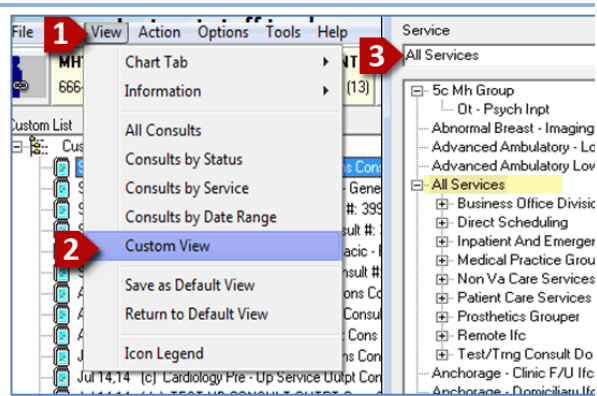 File View Action Options Tools Help
1
Chart Tab
Information
666-
(13)
Custom List
All Consults
Consults by Status
Consults by Service
Consults by Date Range
2
Custom View
Save as Default View
Return to Default View
Icon Legend
Jul 14,14 (c) Cardiology Pre - Up Service Outpt Con
Service
3
All Services
5c Mh Group
Ot - Psych Inpt
Abnormal Breast - Imaging
Advanced Ambulatory - Lo
Advanced Ambulatory Low
All Services
Business Office Divisio
Direct Scheduling
Inpatient And Emerger
Medical Practice Grou
Non Va Care Services
Patient Care Services
Prosthetics Grouper
Remote Ifc
Test/Trng Consult Do
Anchorage - Clinic F/U Ifc
Anchorage - Domiciliary Ifc